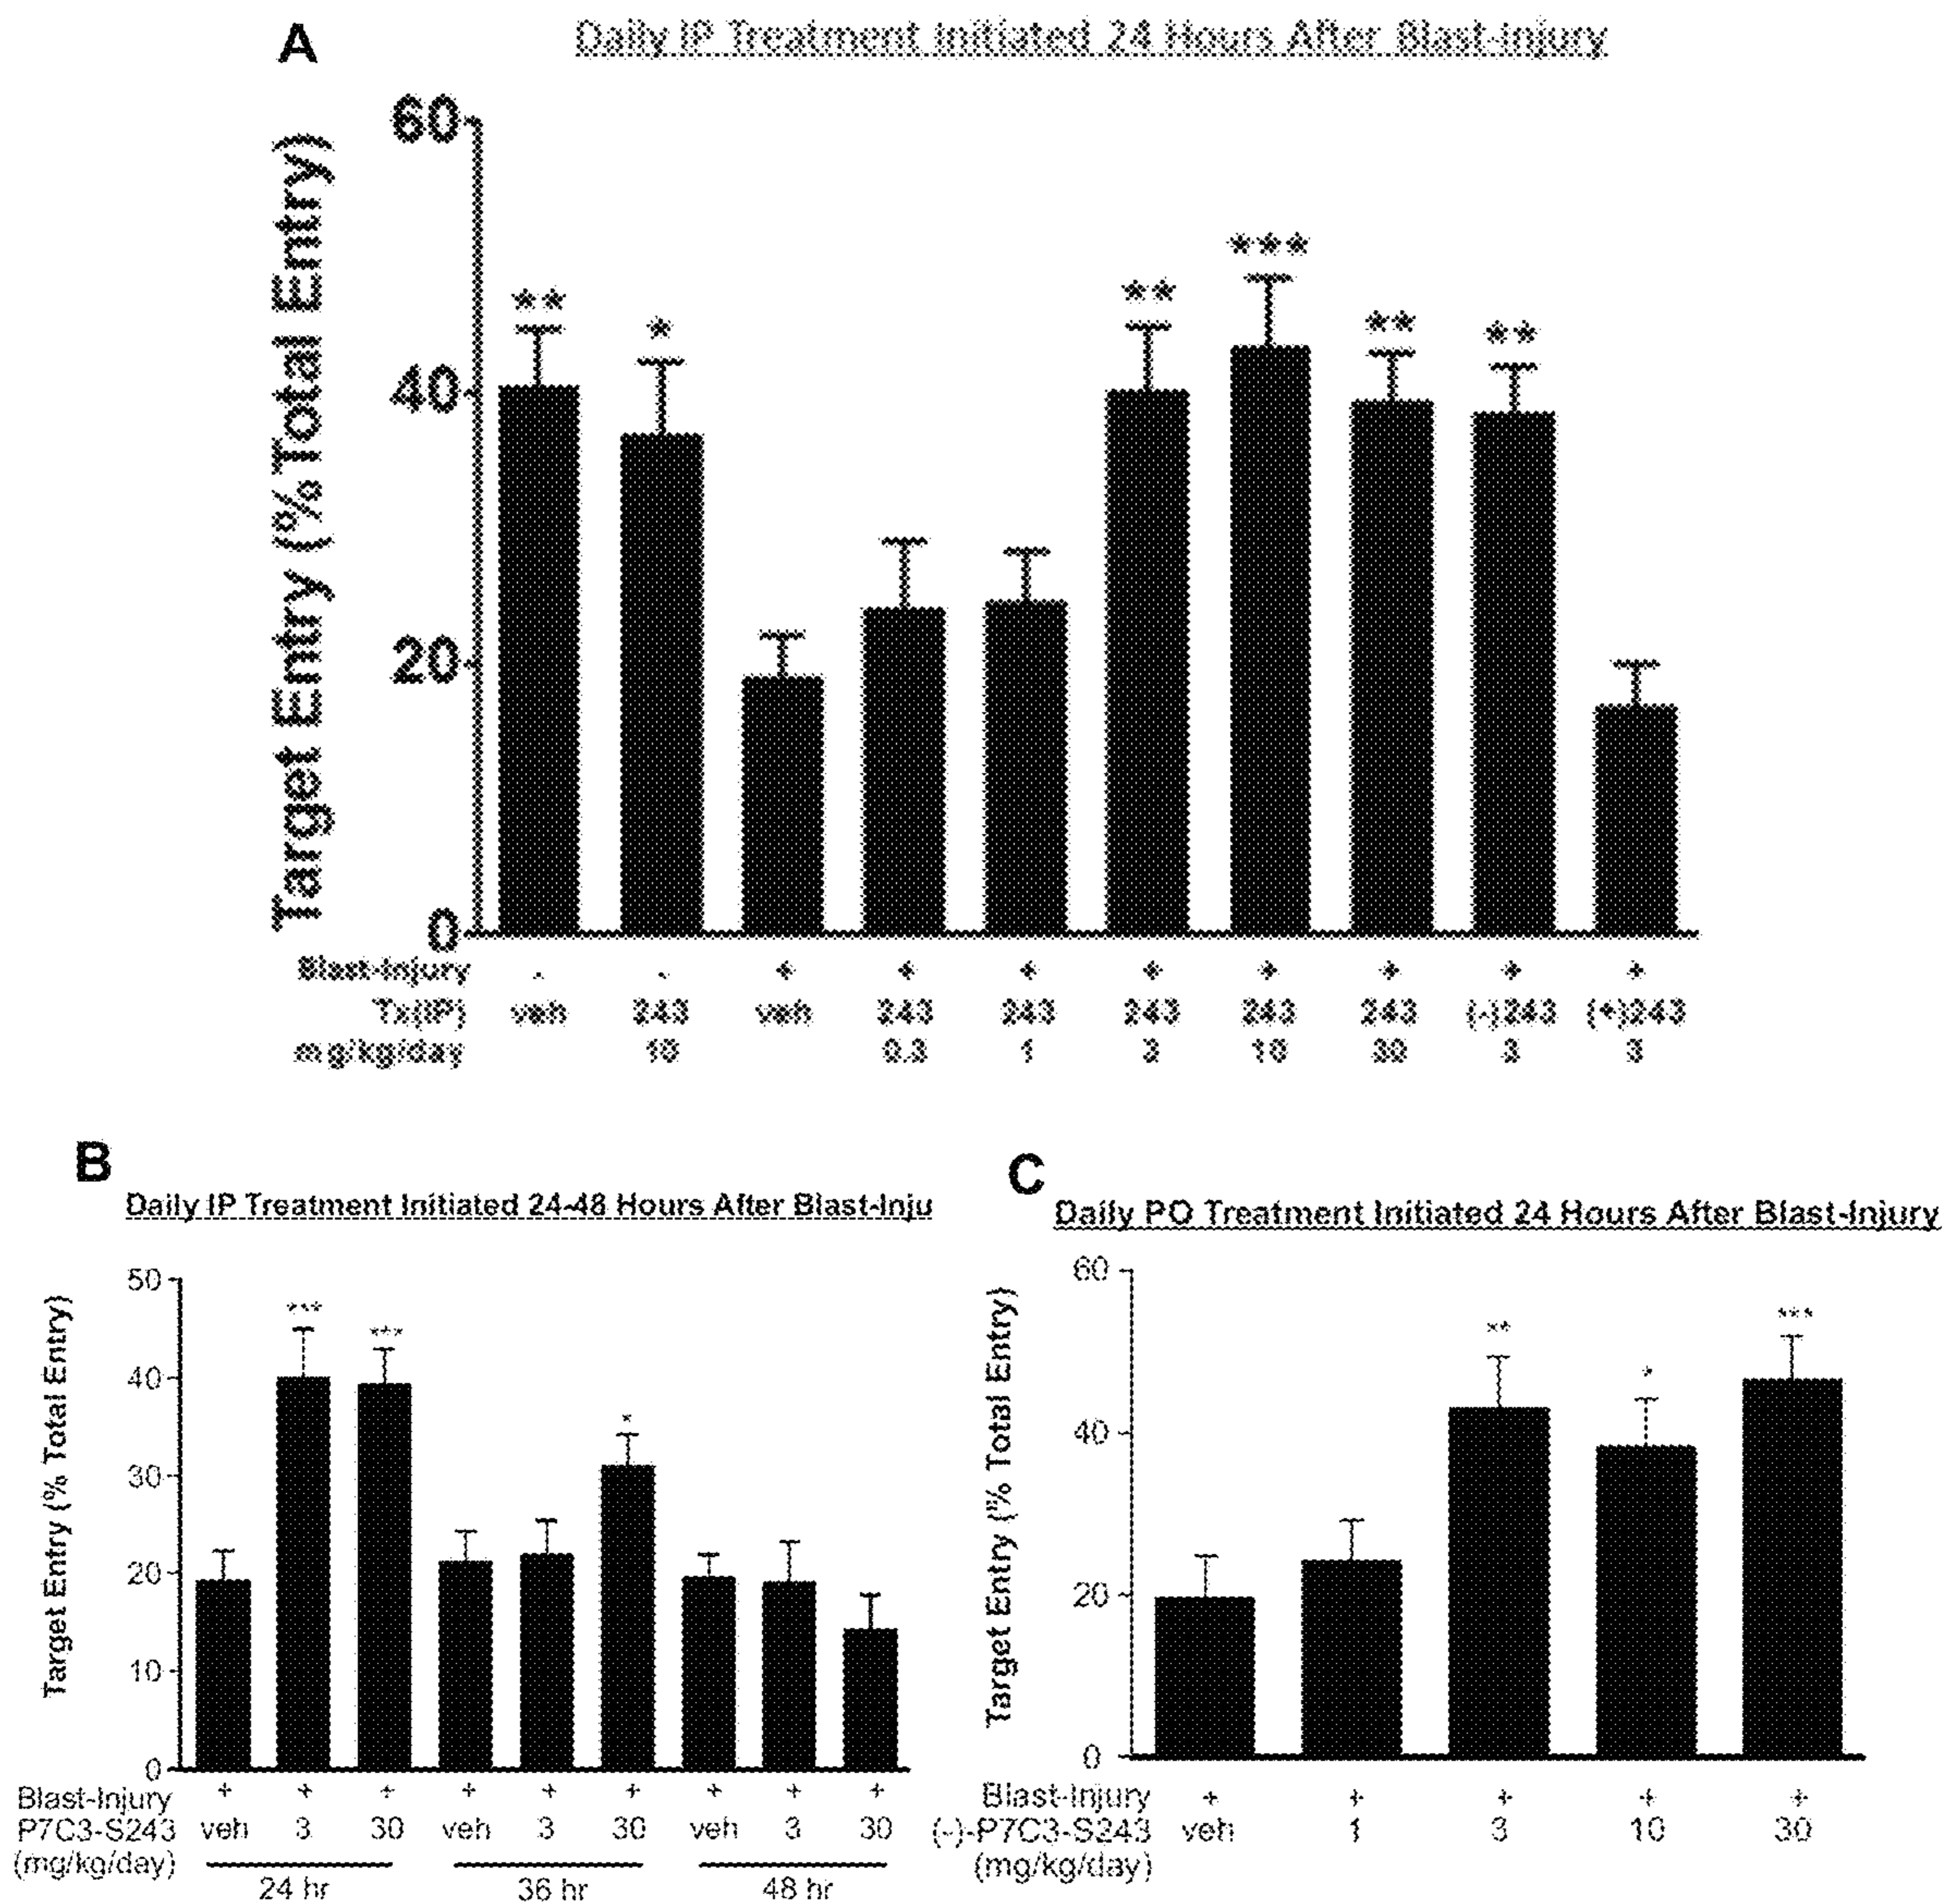 A
Daily IP Treatment Initiated 24 Hours After Blast-Injury
Target Entry (% Total Entry)
60
40
20
0
** * ** *** ** **
Blast-Injury - - + + + + + + + +
Tx(IP) veh 243 veh 243 243 243 243 243 (-)243 (+)243
mg/kg/day 10 0.3 1 3 10 30 3 3
B
Daily IP Treatment Initiated 24-48 Hours After Blast-Inju
Target Entry (% Total Entry)
50
40
30
20
10
0
*** *** *
Blast-Injury + + + + + + + + +
P7C3-S243 veh 3 30 veh 3 30 veh 3 30
(mg/kg/day)
24 hr 36 hr 48 hr
C
Daily PO Treatment Initiated 24 Hours After Blast-Injury
Target Entry (% Total Entry)
60
40
20
0
** * ***
Blast-Injury + + + + +
(-)-P7C3-S243 veh 1 3 10 30
(mg/kg/day)